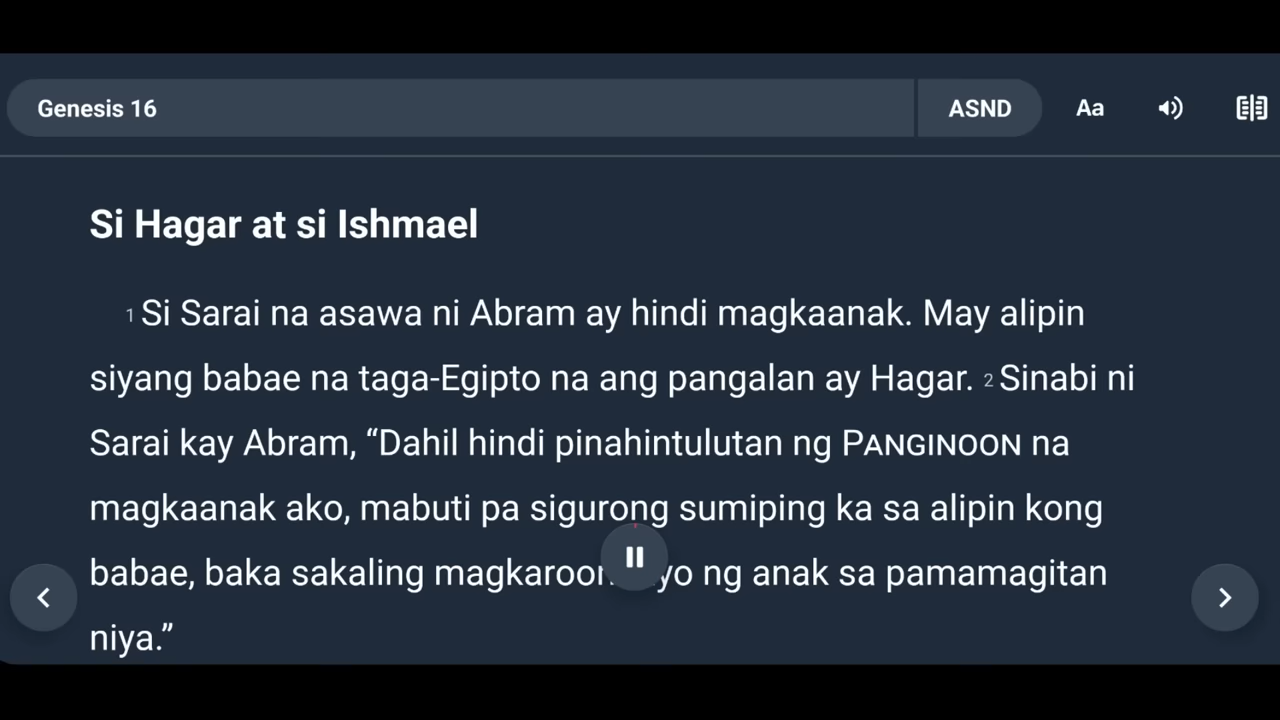 Genesis 16 ASND Aa
Si Hagar at si Ishmael
1 Si Sarai na asawa ni Abram ay hindi magkaanak. May alipin
siyang babae na taga-Egipto na ang pangalan ay Hagar. 2 Sinabi ni
Sarai kay Abram, “Dahil hindi pinahintulutan ng PANGINOON na
magkaanak ako, mabuti pa sigurong sumiping ka sa alipin kong
babae, baka sakaling ng anak sa pamamagitan
niya.”